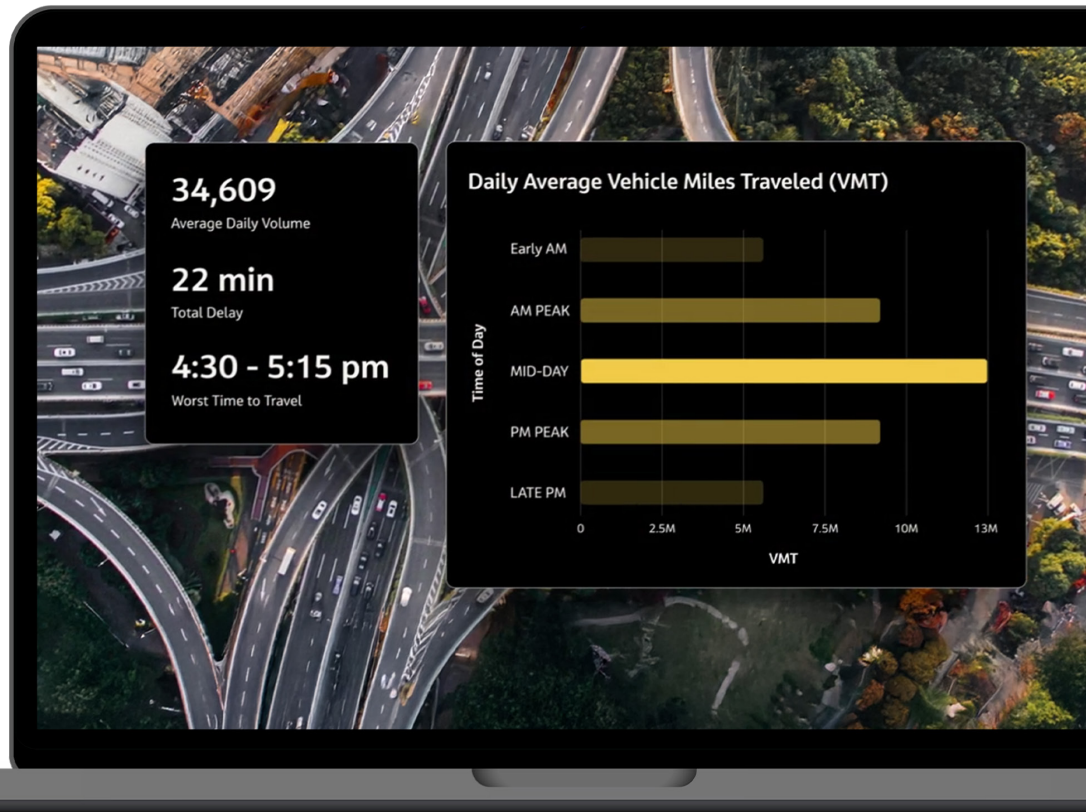 34,609
Average Daily Volume
22 min
Total Delay
4:30 - 5:15 pm
Worst Time to Travel
Daily Average Vehicle Miles Traveled (VMT)
Time of Day
Early AM
AM PEAK
MID-DAY
PM PEAK
LATE PM
0 2.5M 5M 7.5M 10M 13M
VMT